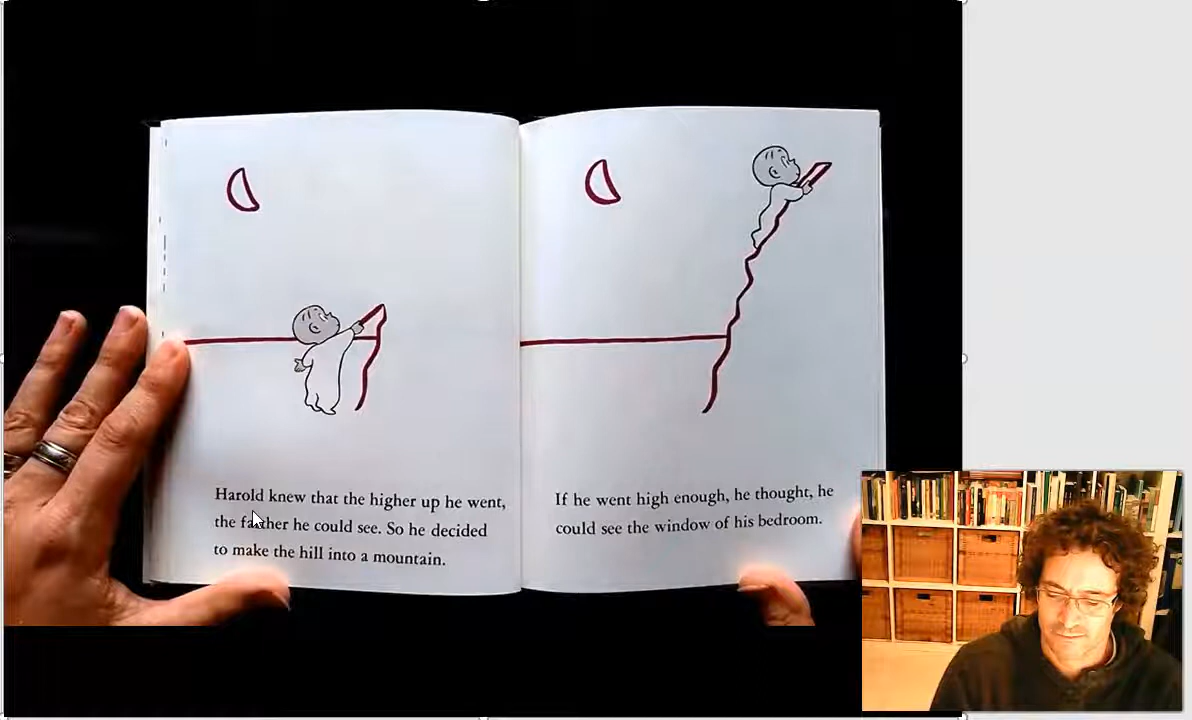 Harold knew that the higher up he went,
the farther he could see. So he decided
to make the hill into a mountain.
If he went high enough, he thought, he
could see the window of his bedroom.